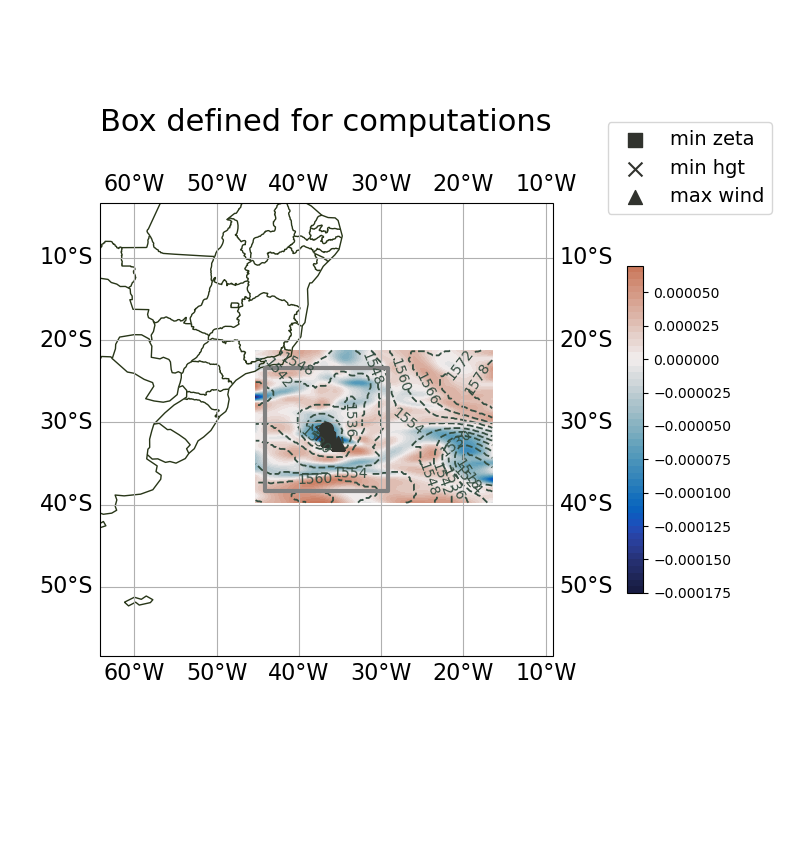 Box defined for computations
min zeta
min hgt
max wind
60°W 50°W 40°W 30°W 20°W 10°W
10°S 10°S
20°S 20°S
30°S 30°S
40°S 40°S
50°S 50°S
60°W 50°W 40°W 30°W 20°W 10°W
1542
1548
1548
1560
1566
1572
1578
1536
1554
1554
1560
1548
1536
0.000050
0.000025
0.000000
−0.000025
−0.000050
−0.000075
−0.000100
−0.000125
−0.000150
−0.000175